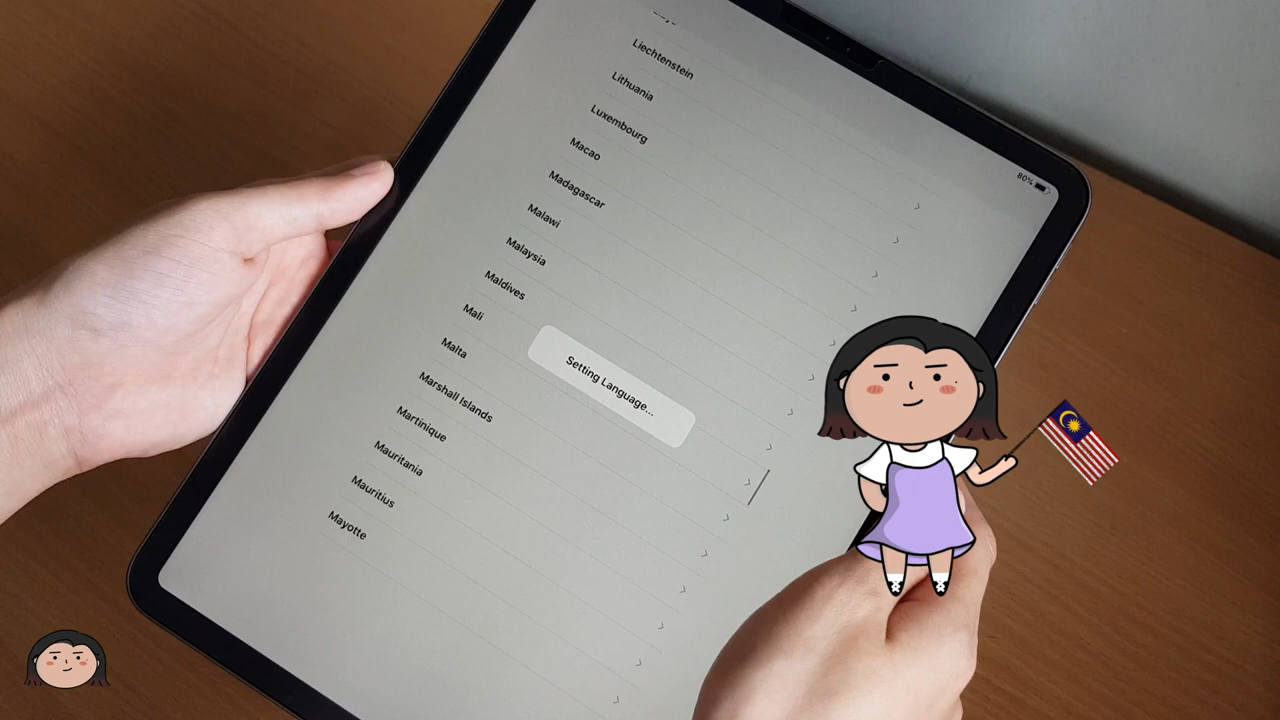 80%
Liechtenstein
Lithuania
Luxembourg
Macao
Madagascar
Malawi
Malaysia
Maldives
Mali
Malta
Setting Language...
Marshall Islands
Martinique
Mauritania
Mauritius
Mayotte